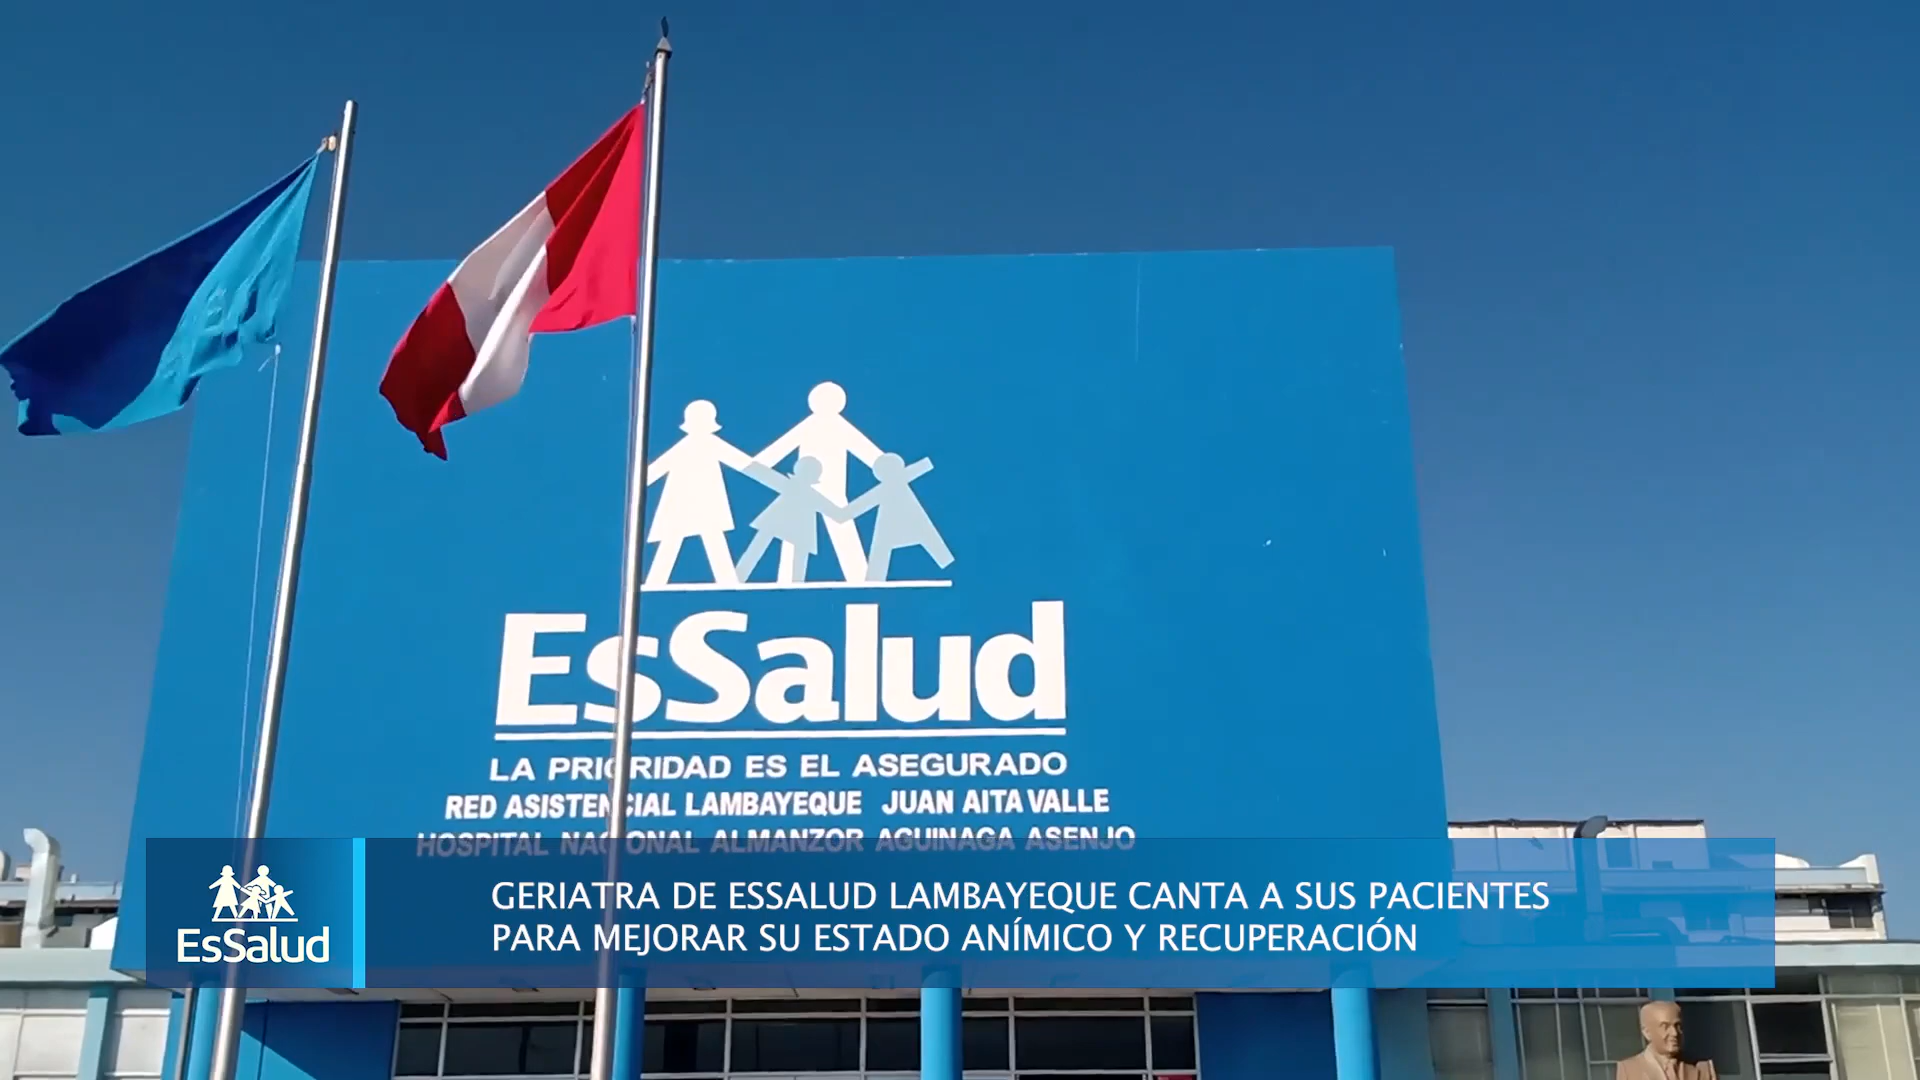 EsSalud
LA PRIORIDAD ES EL ASEGURADO
RED ASISTENCIAL LAMBAYEQUE JUAN AITA VALLE
HOSPITAL NACIONAL ALMANZOR AGUINAGA ASENJO
EsSalud
GERIATRA DE ESSALUD LAMBAYEQUE CANTA A SUS PACIENTES
PARA MEJORAR SU ESTADO ANÍMICO Y RECUPERACIÓN